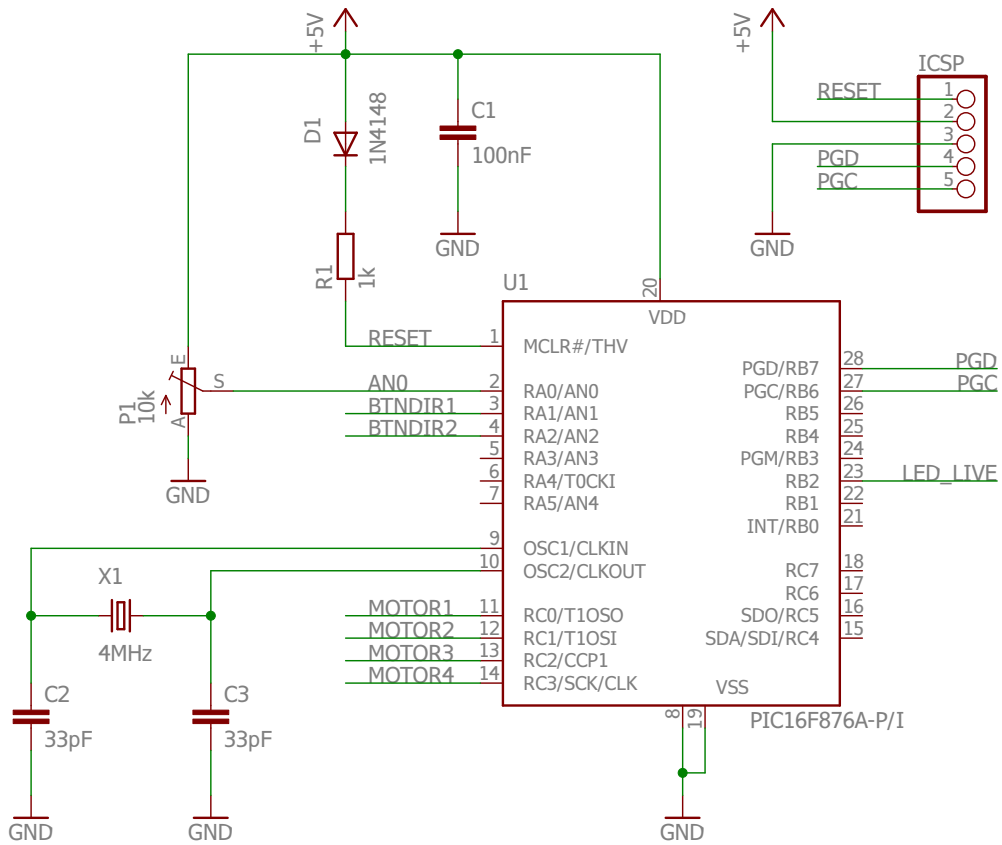 +5V
+5V
ICSP
RESET
1
2
3
PGD
4
PGC
5
GND
D1
1N4148
C1
100nF
GND
R1
1k
U1
20
VDD
RESET
1
MCLR#/THV
AN0
2
RA0/AN0
BTNDIR1
3
RA1/AN1
BTNDIR2
4
RA2/AN2
5
RA3/AN3
6
RA4/T0CKI
7
RA5/AN4
9
OSC1/CLKIN
10
OSC2/CLKOUT
MOTOR1
11
RC0/T1OSO
MOTOR2
12
RC1/T1OSI
MOTOR3
13
RC2/CCP1
MOTOR4
14
RC3/SCK/CLK
PGD/RB7
28
PGD
PGC/RB6
27
PGC
RB5
26
RB4
25
PGM/RB3
24
RB2
23
LED_LIVE
RB1
22
INT/RB0
21
RC7
18
RC6
17
SDO/RC5
16
SDA/SDI/RC4
15
VSS
8
19
PIC16F876A-P/I
GND
P1
10k
E
S
A
GND
X1
4MHz
C2
33pF
GND
C3
33pF
GND